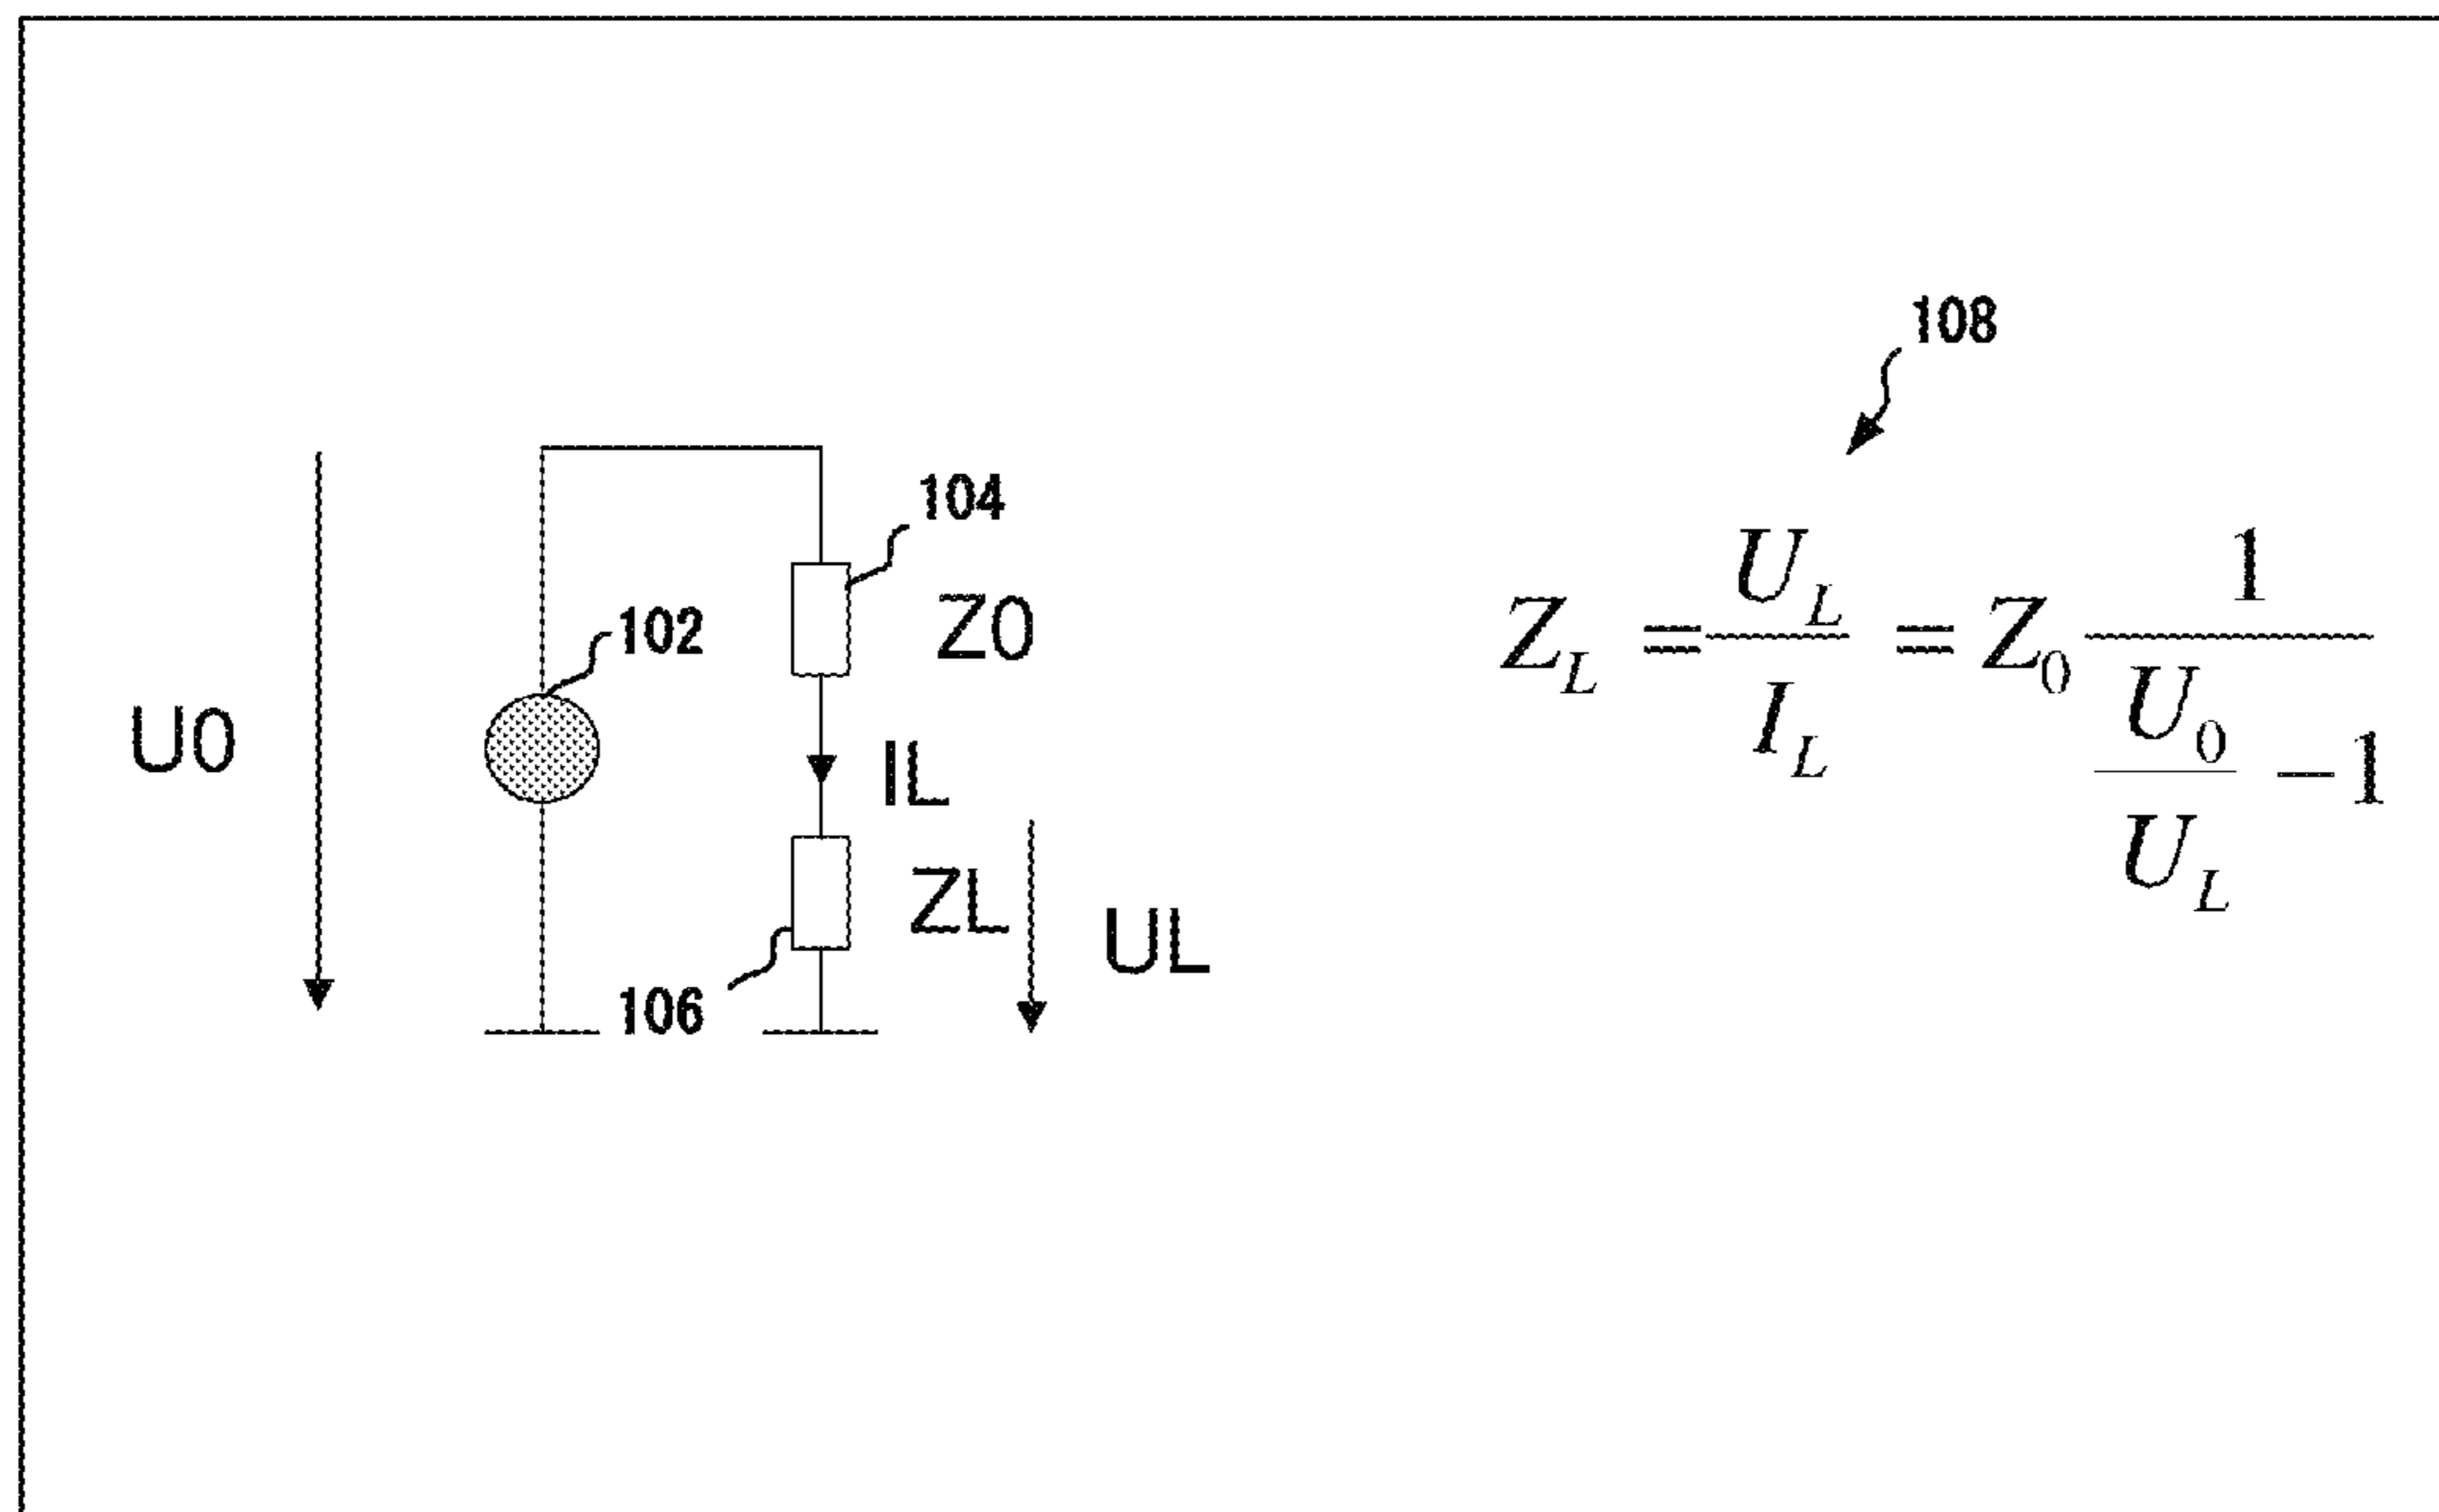 108
104
Z0
102
U0
IL
ZL
UL
106
Z_L = U_L / I_L = Z_0 1 / (U_0 / U_L - 1)